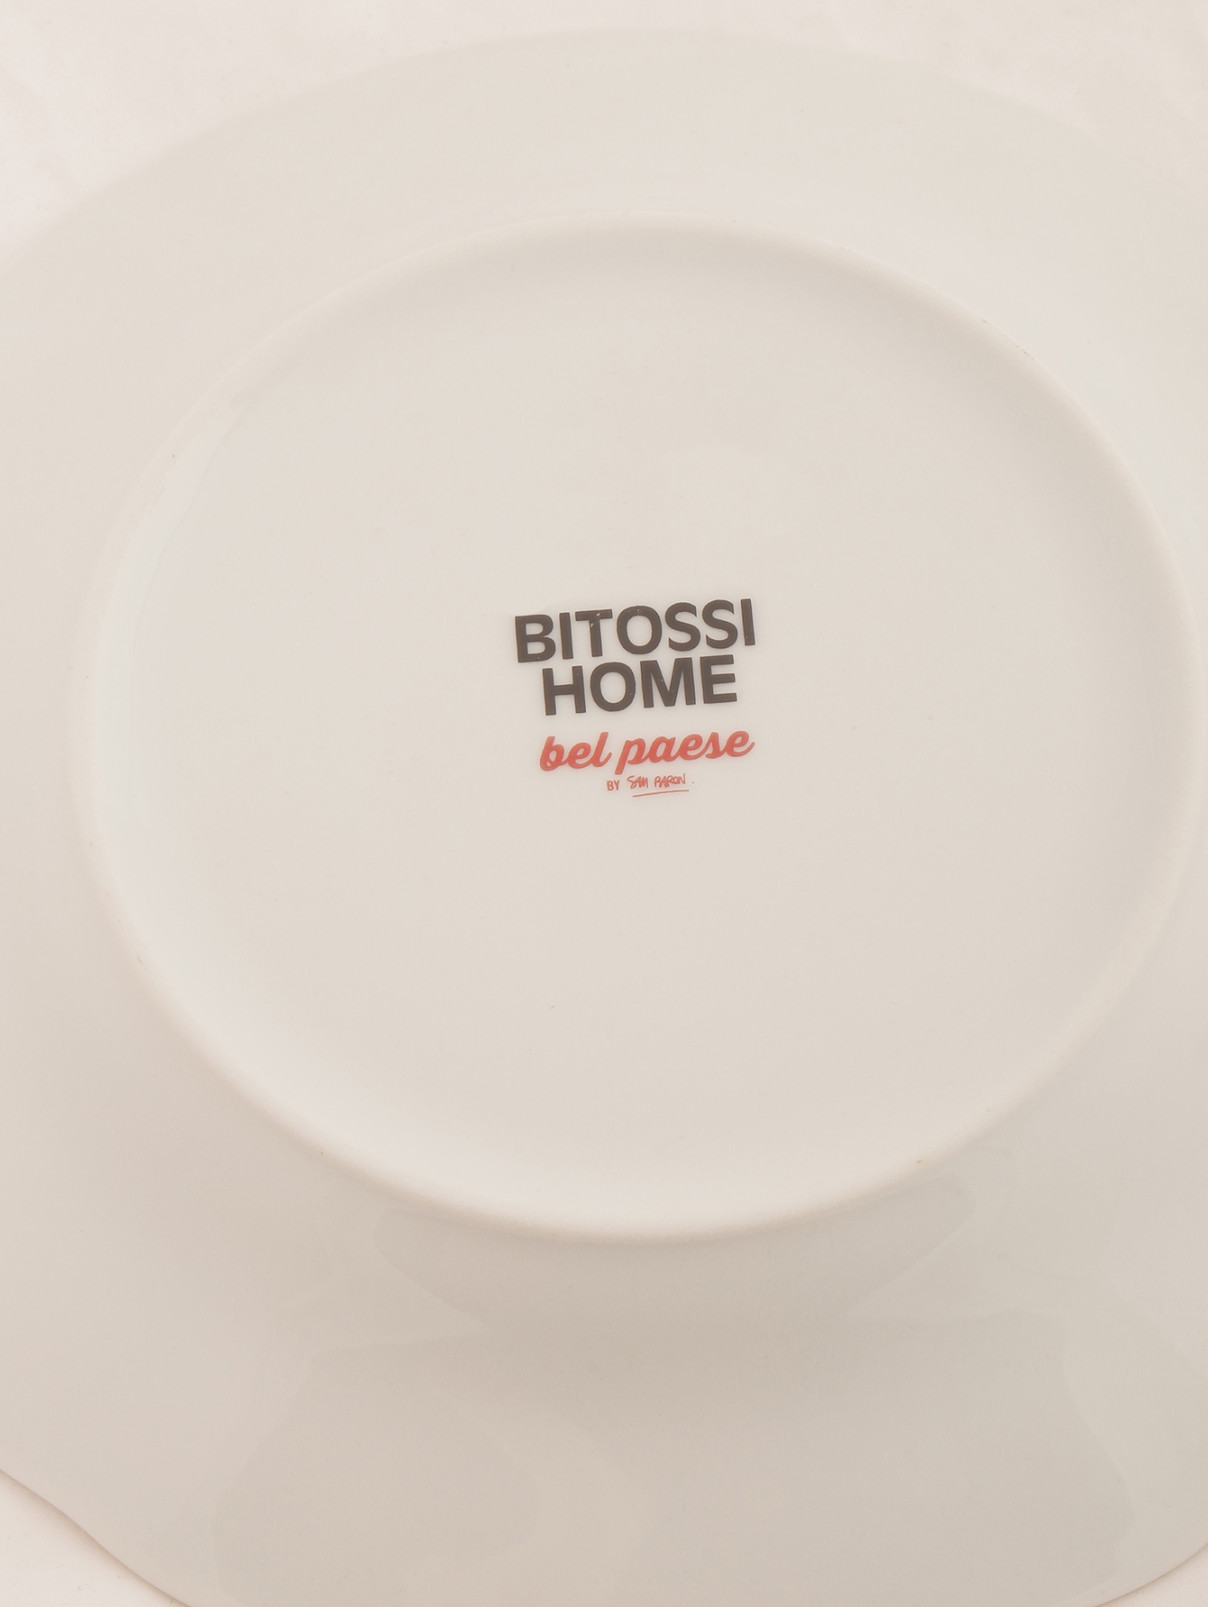 BITOSSI
HOME
bel paese
BY SAM BARON.